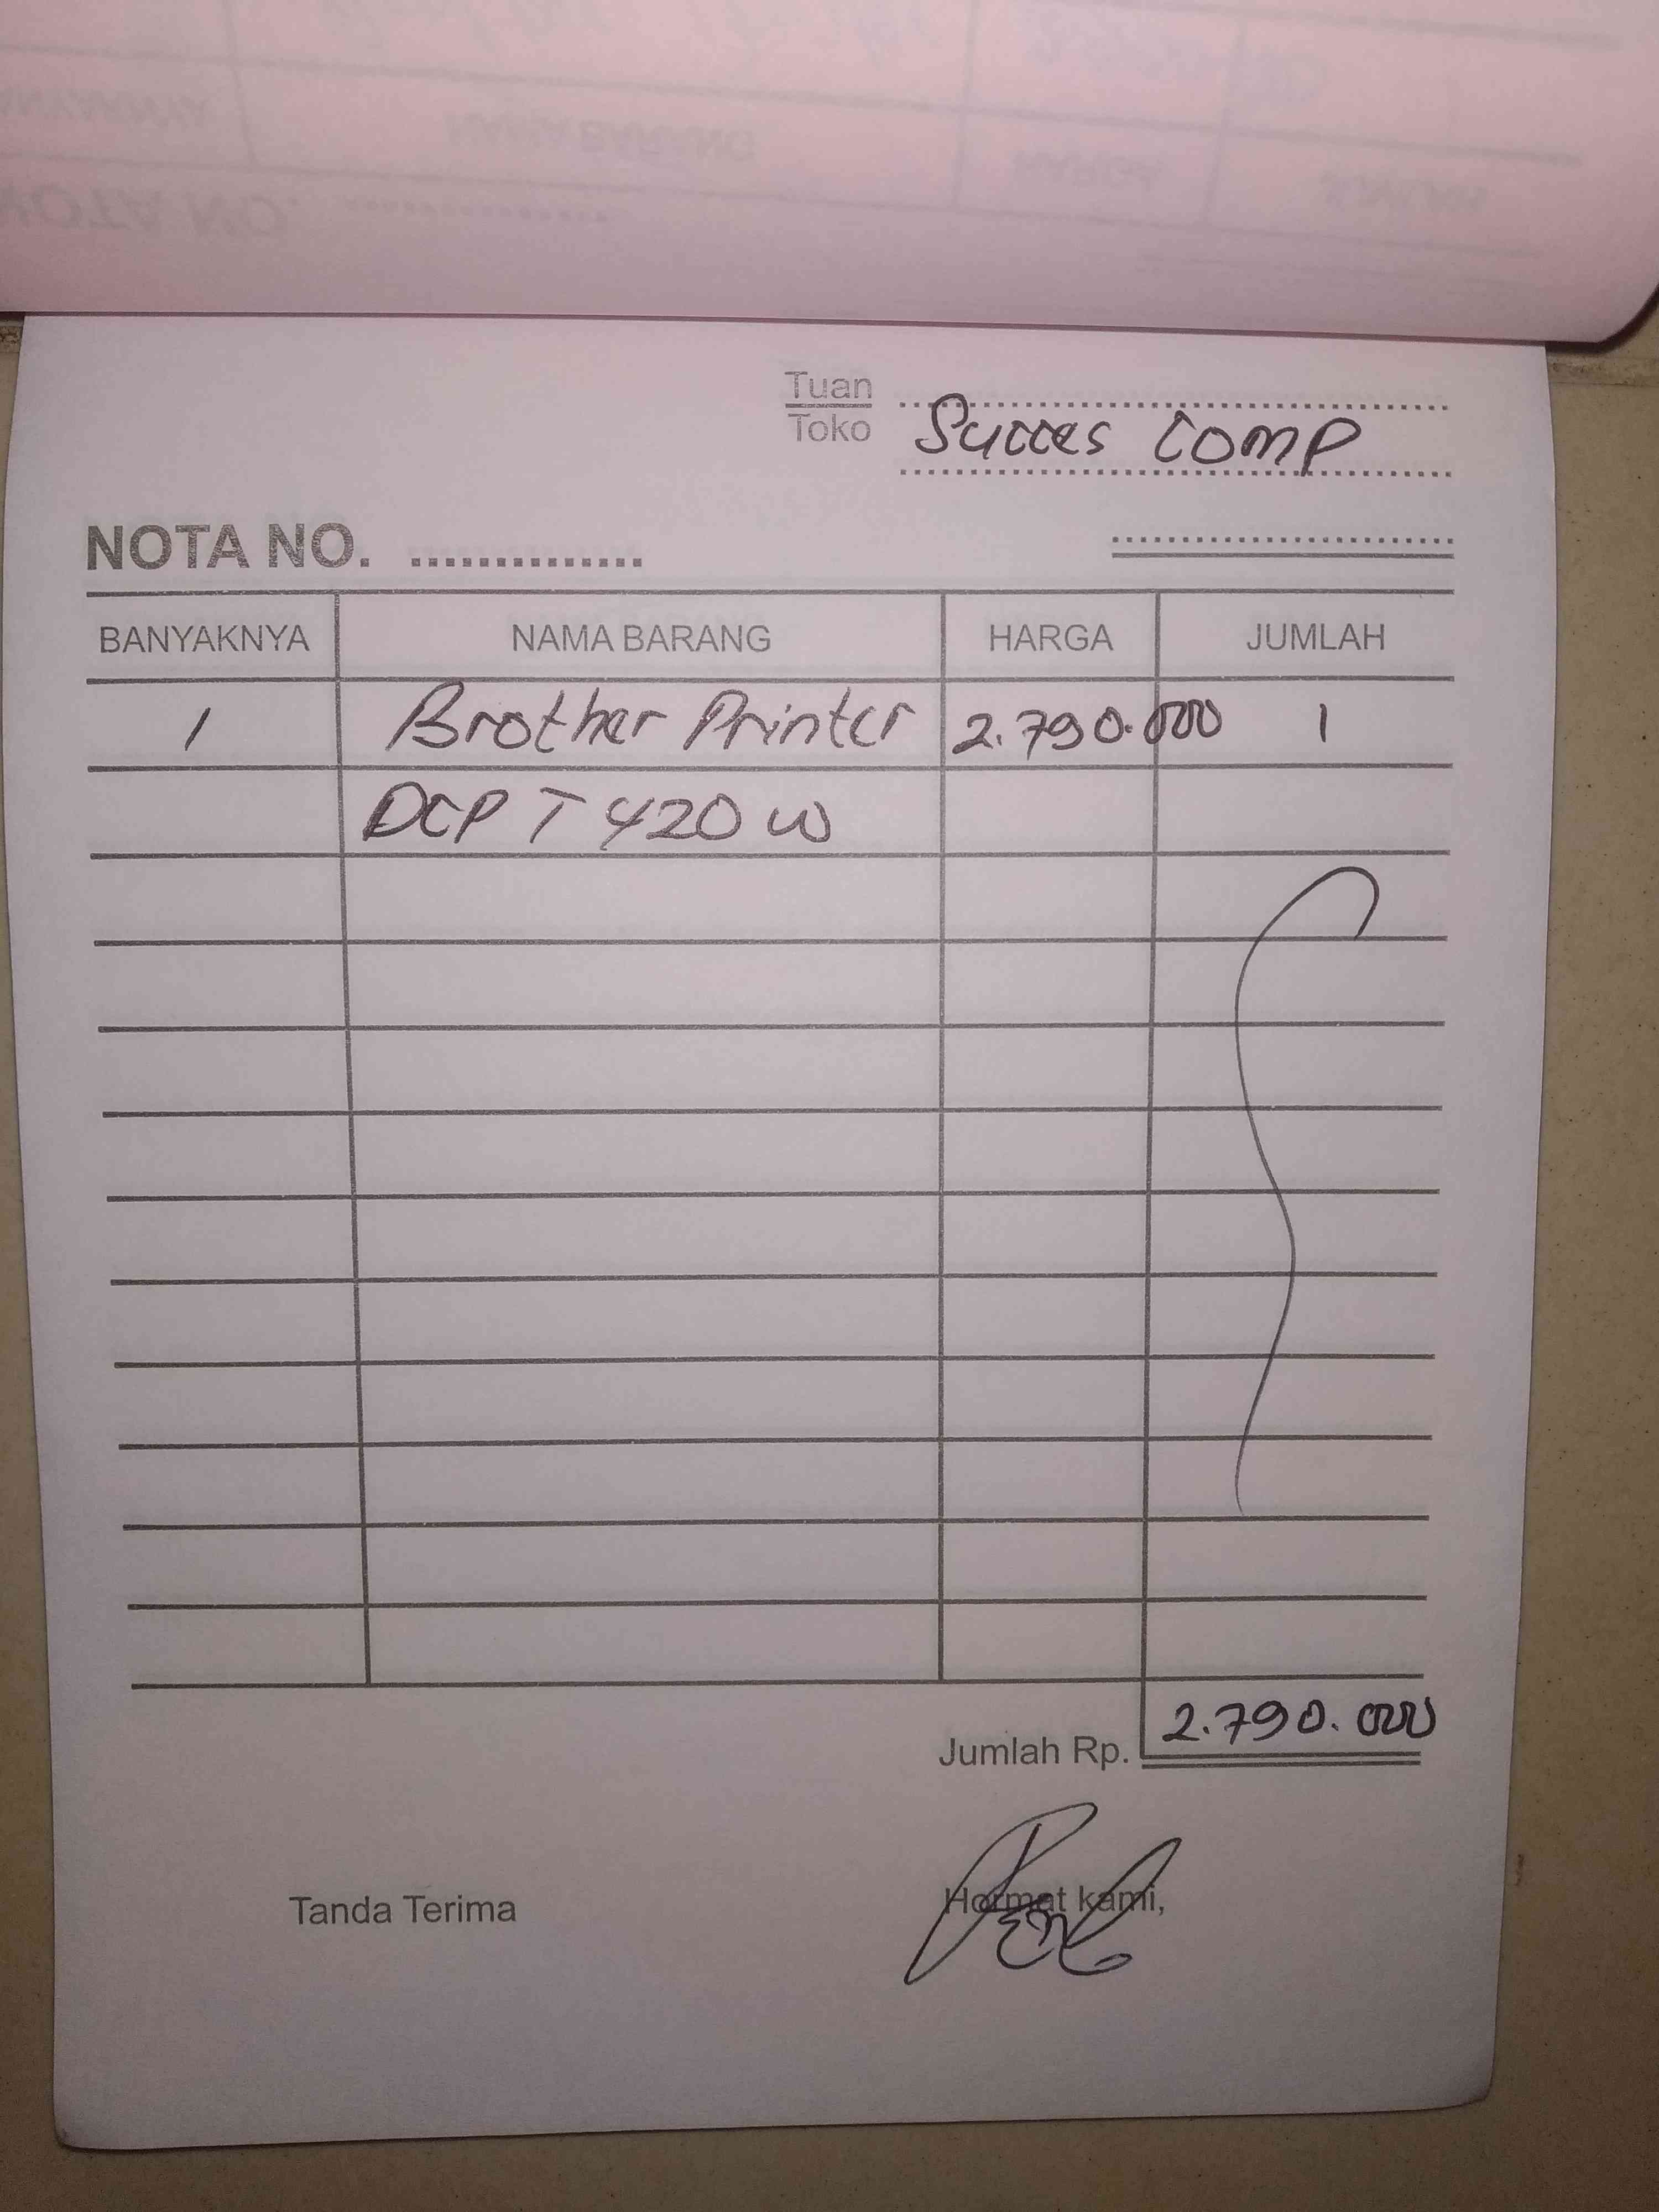 Tuan
Toko
Succes Comp
NOTA NO. ..............
BANYAKNYA NAMA BARANG HARGA JUMLAH
1 Brother Printer 2.790.000 1
DCP T 420 W
Jumlah Rp. 2.790.000
Tanda Terima Hormat kami,